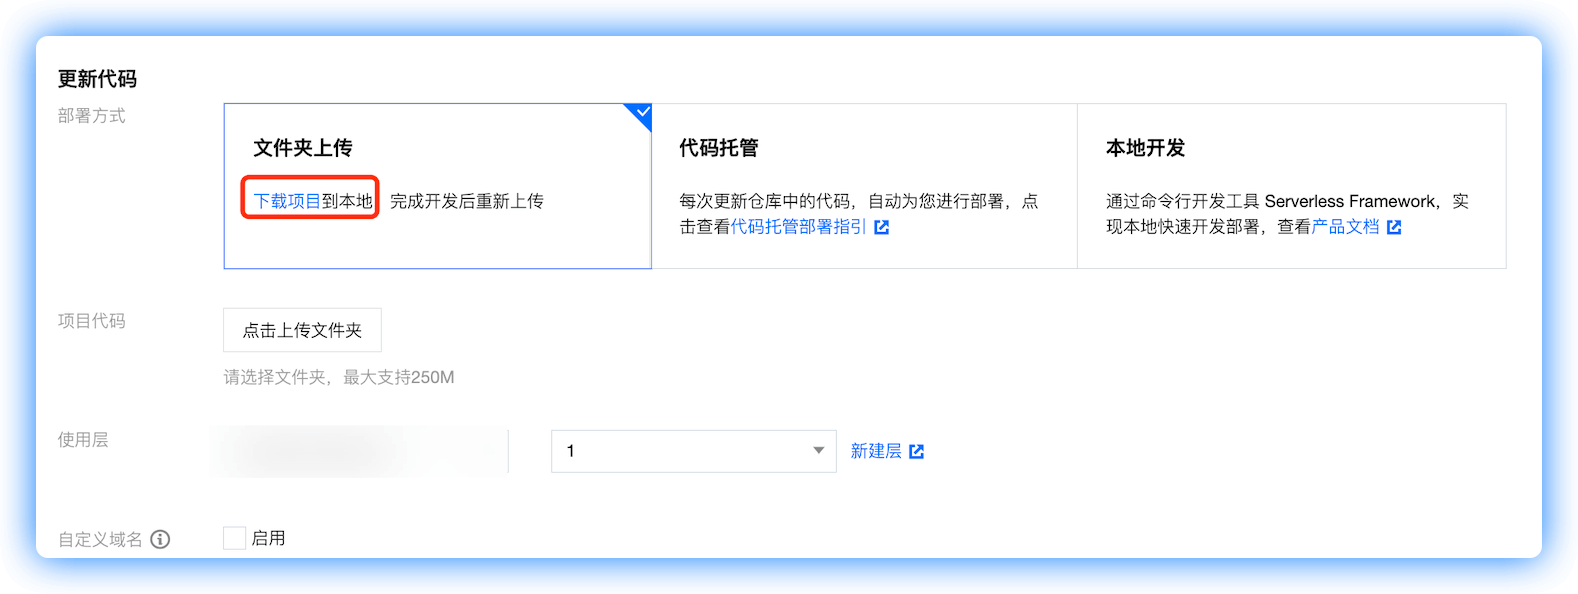 更新代码
部署方式
文件夹上传
下载项目到本地，完成开发后重新上传
代码托管
每次更新仓库中的代码，自动为您进行部署，点
击查看代码托管部署指引
本地开发
通过命令行开发工具 Serverless Framework，实
现本地快速开发部署，查看产品文档
项目代码
点击上传文件夹
请选择文件夹，最大支持250M
使用层
1
新建层
自定义域名
启用